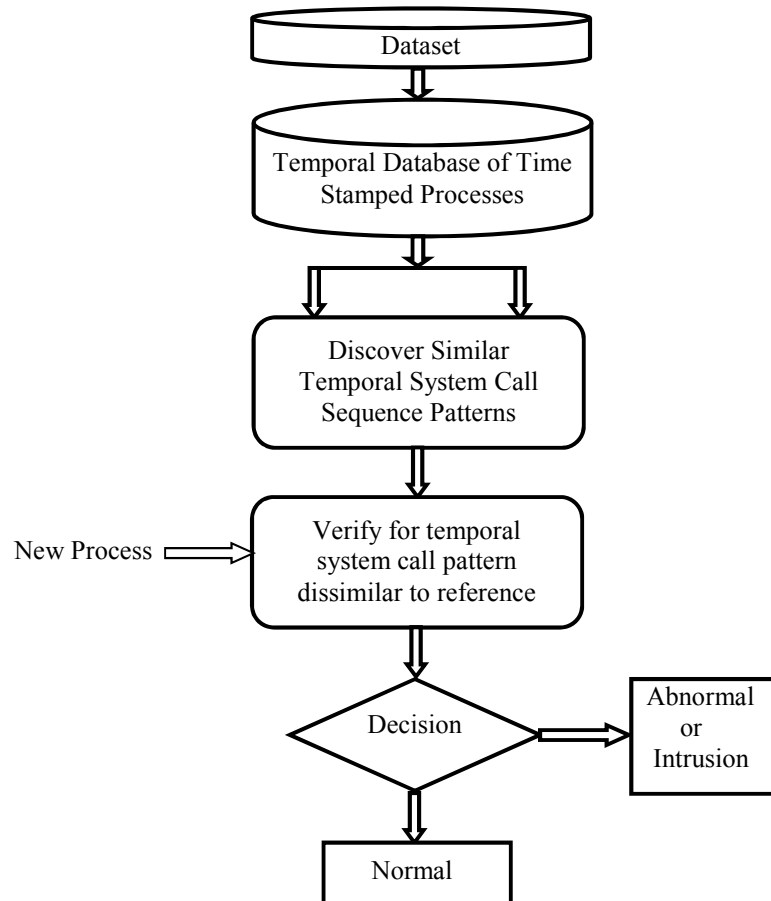 Dataset
Temporal Database of Time
Stamped Processes
Discover Similar
Temporal System Call
Sequence Patterns
New Process
Verify for temporal
system call pattern
dissimilar to reference
Decision
Abnormal
or
Intrusion
Normal